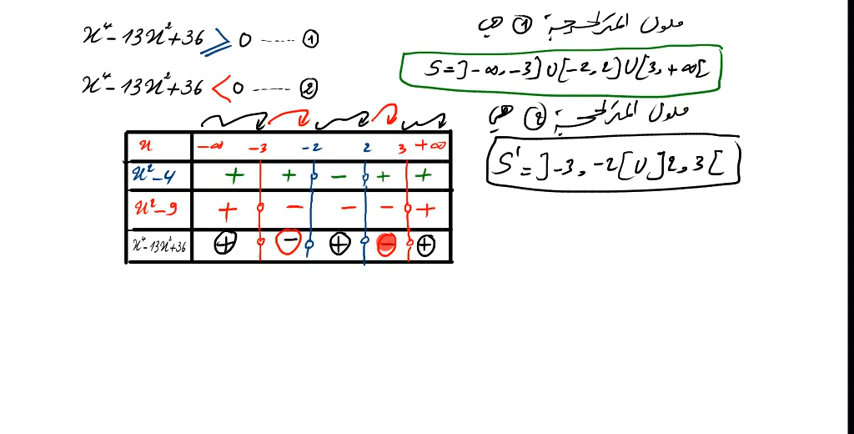 x⁴-13x²+36 ⩾ 0 ---- ①
x⁴-13x²+36 < 0 ---- ②
حلول المتراجحة ① هي
S=]-∞,-3]∪[-2,2]∪[3,+∞[
حلول المتراجحة ② هي
S'=]-3,-2[∪]2,3[
x -∞ -3 -2 2 3 +∞
x²-4 + + - + +
x²-9 + - - - +
x⁴-13x²+36 + - + - +